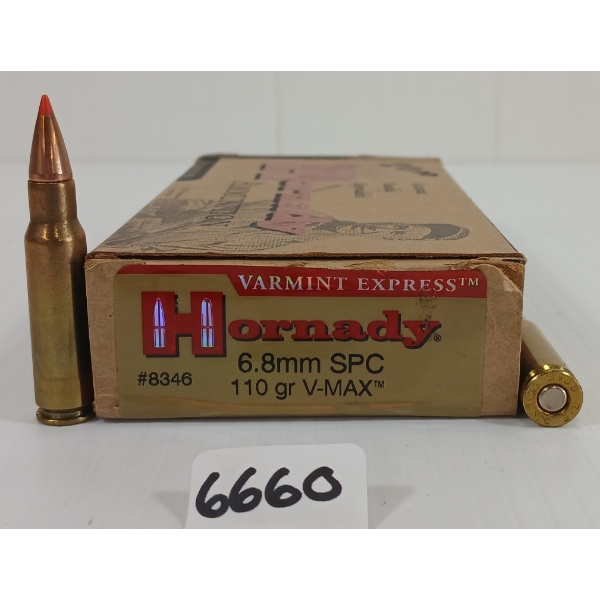 VARMINT EXPRESS™
Hornady®
6.8mm SPC
#8346
110 gr V-MAX™
6660